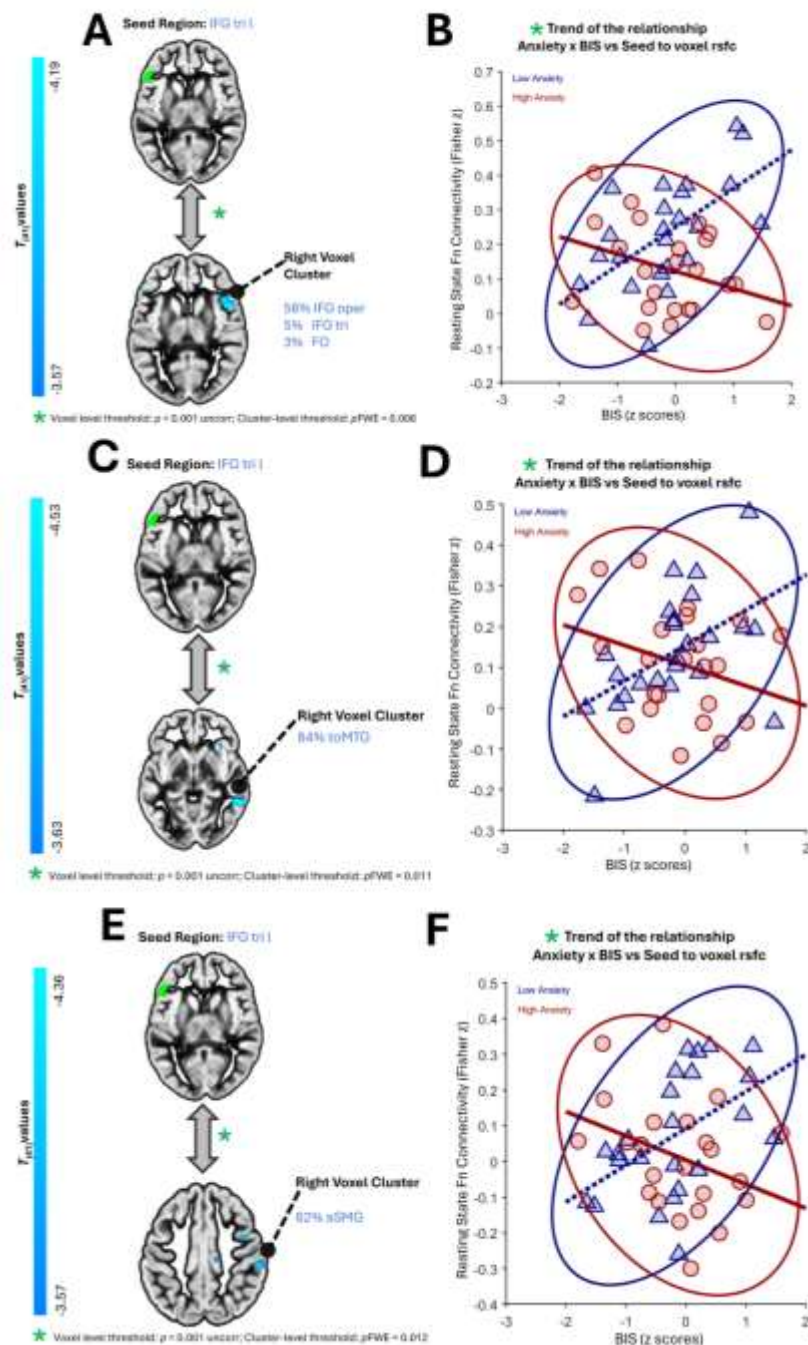 A
Seed Region: IFG tri l
-4.19
T(41) values
-3.57
Right Voxel
Cluster
56% IFG oper
5% IFG tri
3% FO
* Voxel level threshold: p < 0.001 uncorr; Cluster-level threshold: pFWE = 0.006
B
* Trend of the relationship
Anxiety x BIS vs Seed to voxel rsfc
Low Anxiety
High Anxiety
Resting State Fn Connectivity (Fisher z)
0.7
0.6
0.5
0.4
0.3
0.2
0.1
0
-0.1
-0.2
-3 -2 -1 0 1 2
BIS (z scores)
C
Seed Region: IFG tri l
-4.53
T(41) values
-3.63
Right Voxel Cluster
84% toMTG
* Voxel level threshold: p < 0.001 uncorr; Cluster-level threshold: pFWE = 0.011
D
* Trend of the relationship
Anxiety x BIS vs Seed to voxel rsfc
Low Anxiety
High Anxiety
Resting State Fn Connectivity (Fisher z)
0.5
0.4
0.3
0.2
0.1
0
-0.1
-0.2
-0.3
-3 -2 -1 0 1 2
BIS (z scores)
E
Seed Region: IFG tri l
-4.36
T(41) values
-3.57
Right Voxel Cluster
62% aSMG
* Voxel level threshold: p < 0.001 uncorr; Cluster-level threshold: pFWE = 0.012
F
* Trend of the relationship
Anxiety x BIS vs Seed to voxel rsfc
Low Anxiety
High Anxiety
Resting State Fn Connectivity (Fisher z)
0.5
0.4
0.3
0.2
0.1
0
-0.1
-0.2
-0.3
-0.4
-3 -2 -1 0 1 2
BIS (z scores)